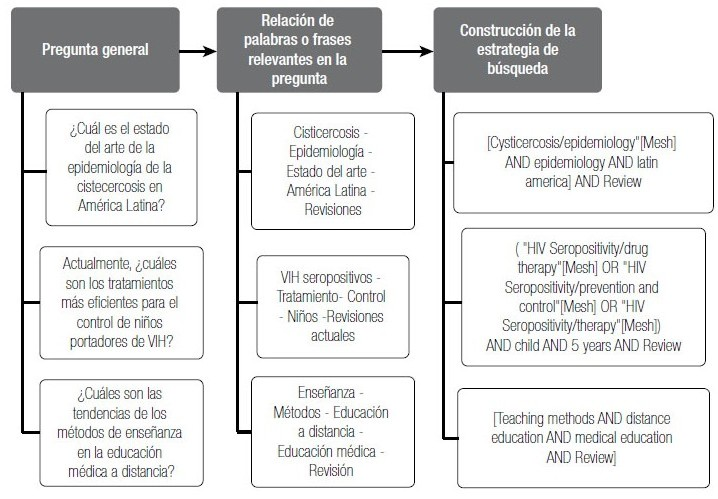 Pregunta general
Relación de
palabras o frases
relevantes en la
pregunta
Construcción de la
estrategia de
búsqueda
¿Cuál es el estado
del arte de la
epidemiología de la
cistecercosis en
América Latina?
Cisticercosis -
Epidemiología -
Estado del arte -
América Latina -
Revisiones
[Cysticercosis/epidemiology"[Mesh]
AND epidemiology AND latin
america] AND Review
Actualmente, ¿cuáles
son los tratamientos
más eficientes para el
control de niños
portadores de VIH?
VIH seropositivos -
Tratamiento- Control
- Niños -Revisiones
actuales
( "HIV Seropositivity/drug
therapy"[Mesh] OR "HIV
Seropositivity/prevention and
control"[Mesh] OR "HIV
Seropositivity/therapy"[Mesh])
AND child AND 5 years AND Review
¿Cuáles son las
tendencias de los
métodos de enseñanza
en la educación
médica a distancia?
Enseñanza -
Métodos - Educación
a distancia -
Educación médica -
Revisión
[Teaching methods AND distance
education AND medical education
AND Review]